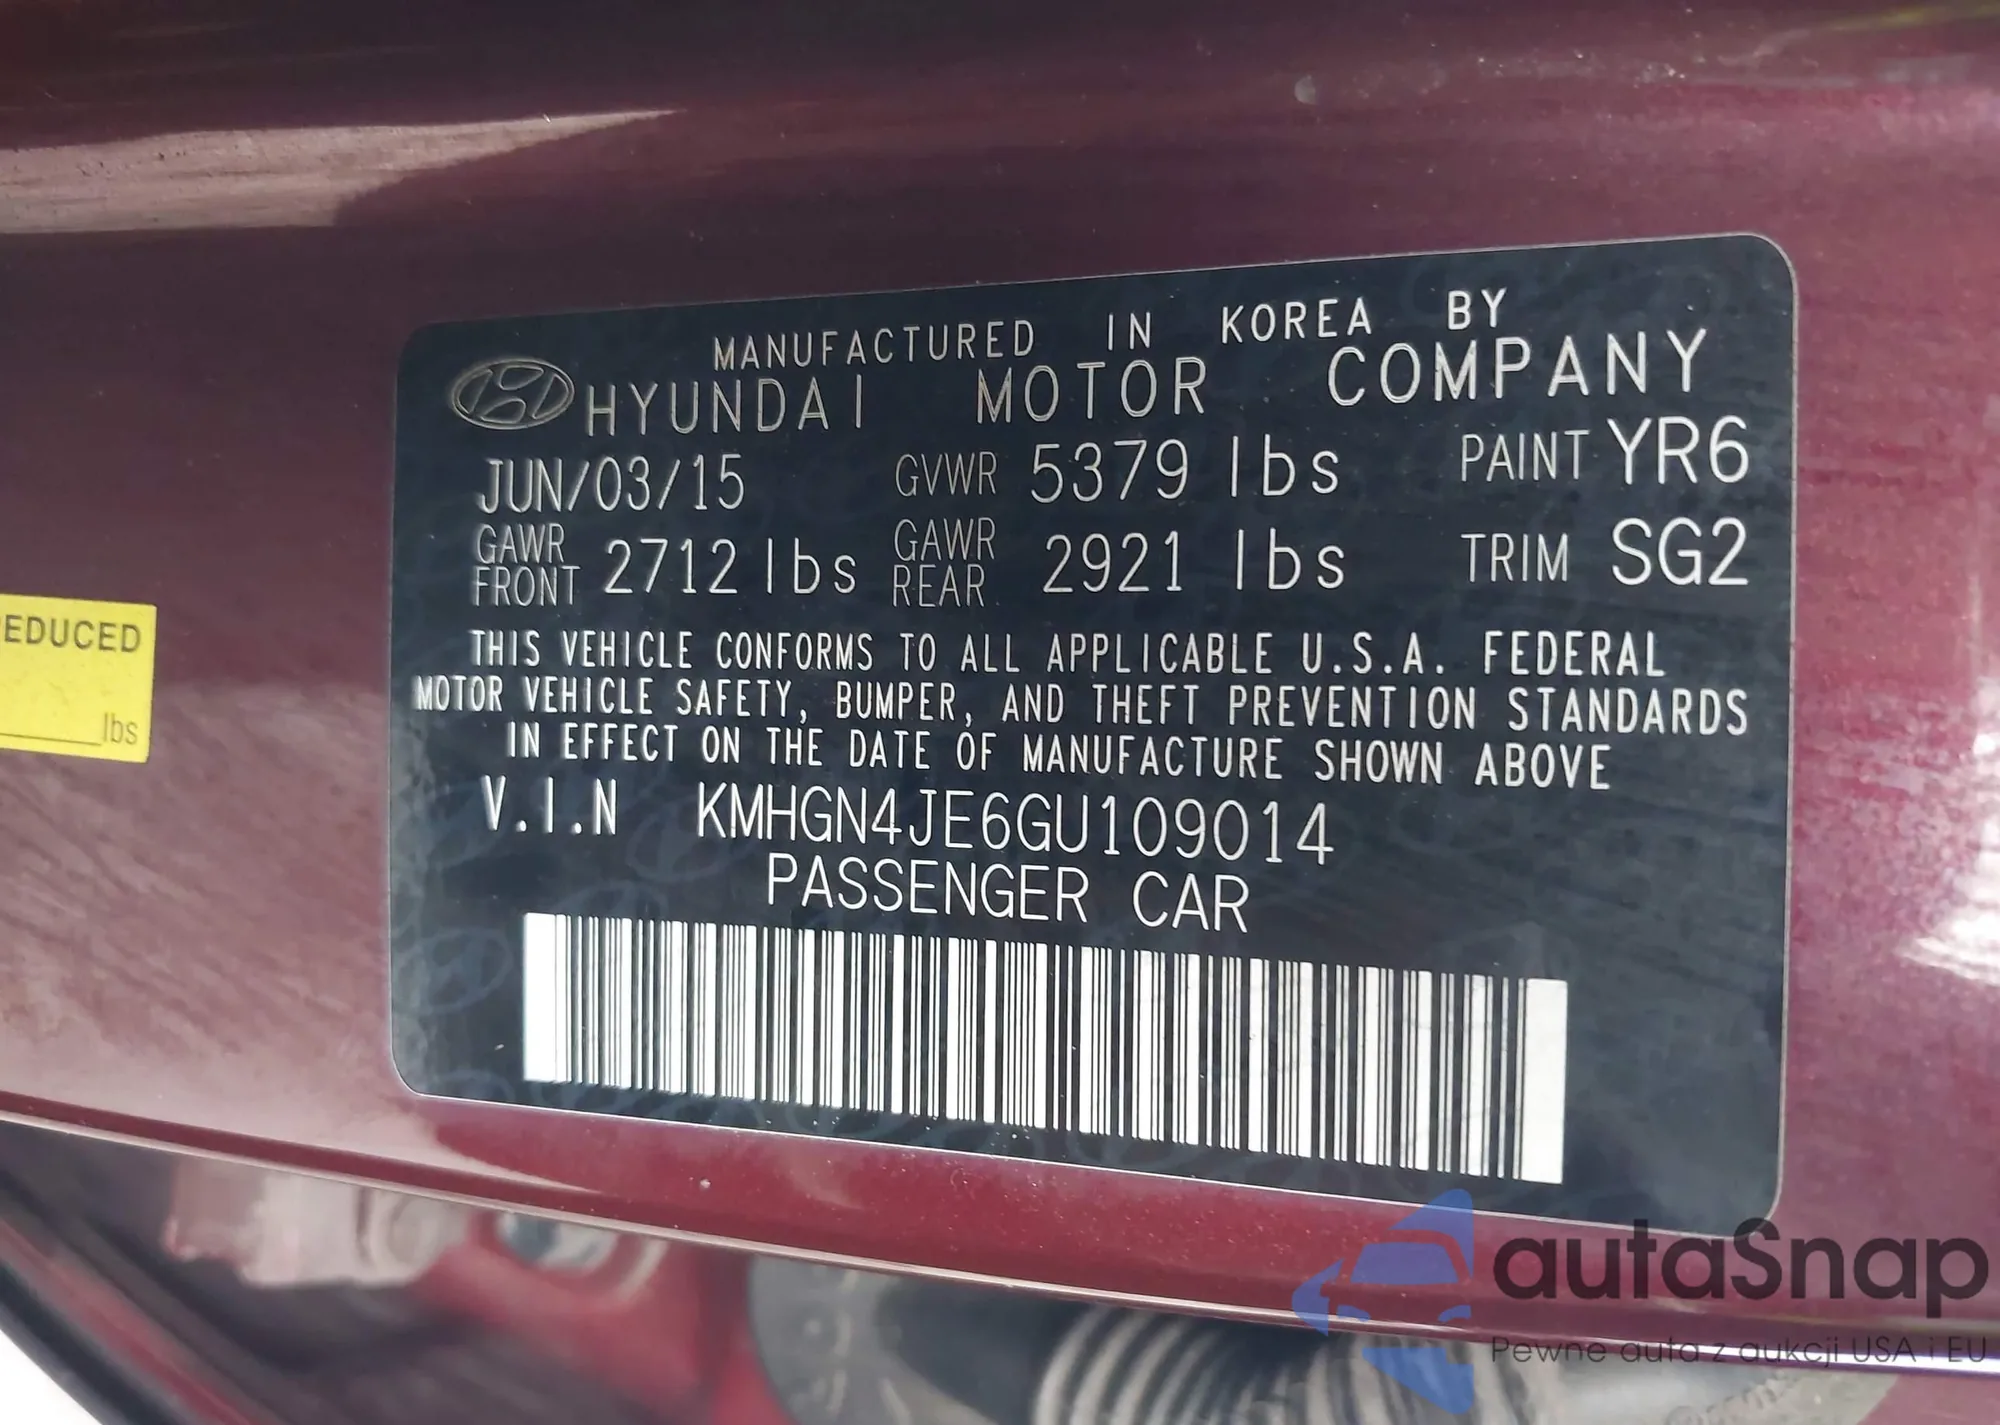 MANUFACTURED IN KOREA BY
HYUNDAI MOTOR COMPANY
JUN/03/15 GVWR 5379 lbs PAINT YR6
GAWR FRONT 2712 lbs GAWR REAR 2921 lbs TRIM SG2
THIS VEHICLE CONFORMS TO ALL APPLICABLE U.S.A. FEDERAL
MOTOR VEHICLE SAFETY, BUMPER, AND THEFT PREVENTION STANDARDS
IN EFFECT ON THE DATE OF MANUFACTURE SHOWN ABOVE
V.I.N KMHGN4JE6GU109014
PASSENGER CAR
EDUCED
lbs
autaSnap
Pewne auta z aukcji USA i EU